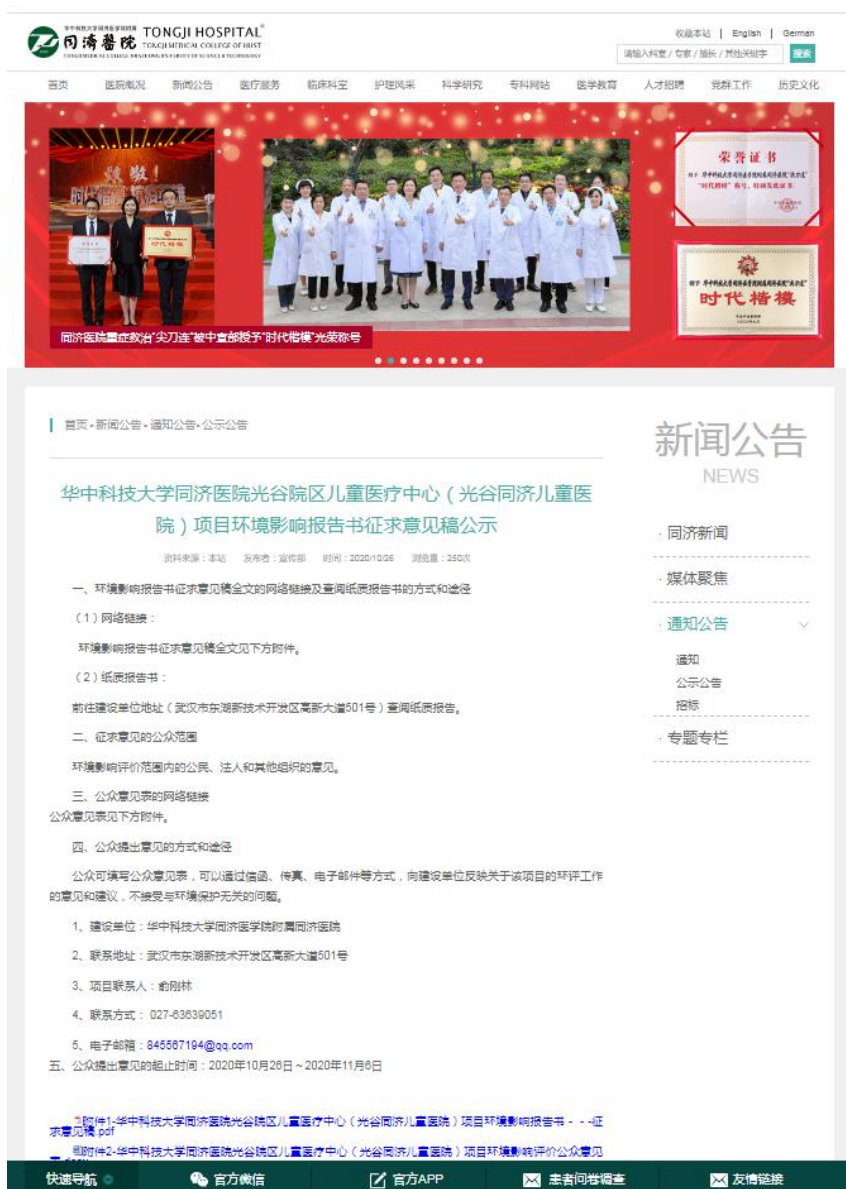 同濟醫院 TONGJI HOSPITAL
TONGJI MEDICAL COLLEGE OF HUST
收藏本站 | English | German
请输入科室 / 专家 / 擅长 / 其他关键字 搜索
首页 医院概况 新闻公告 医疗服务 临床科室 护理风采 科学研究 专科网站 医学教育 人才招聘 党群工作 历史文化
致敬!
荣誉证书
"时代楷模"称号,特颁发此证书
时代楷模
同济医院重症救治“尖刀连”被中宣部授予“时代楷模”光荣称号
首页 • 新闻公告 • 通知公告 • 公示公告
华中科技大学同济医院光谷院区儿童医疗中心(光谷同济儿童医
院)项目环境影响报告书征求意见稿公示
资料来源:本站 发布者:宣传部 时间:2020/10/26 浏览量:250次
一、环境影响报告书征求意见稿全文的网络链接及查阅纸质报告书的方式和途径
(1)网络链接:
环境影响报告书征求意见稿全文见下方附件。
(2)纸质报告书:
前往建设单位地址(武汉市东湖新技术开发区高新大道501号)查阅纸质报告。
二、征求意见的公众范围
环境影响评价范围内的公民、法人和其他组织的意见。
三、公众意见表的网络链接
公众意见表见下方附件。
四、公众提出意见的方式和途径
公众可填写公众意见表,可以通过信函、传真、电子邮件等方式,向建设单位反映关于该项目的环评工作
的意见和建议,不接受与环境保护无关的问题。
1、建设单位:华中科技大学同济医学院附属同济医院
2、联系地址:武汉市东湖新技术开发区高新大道501号
3、项目联系人:俞刚林
4、联系方式: 027-63639051
5、电子邮箱:845567194@qq.com
五、公众提出意见的起止时间:2020年10月26日~2020年11月6日
附件1-华中科技大学同济医院光谷院区儿童医疗中心(光谷同济儿童医院)项目环境影响报告书 - - -征
求意见稿.pdf
附件2-华中科技大学同济医院光谷院区儿童医疗中心(光谷同济儿童医院)项目环境影响评价公众意见
新闻公告
NEWS
· 同济新闻
· 媒体聚焦
· 通知公告
通知
公示公告
招标
· 专题专栏
快速导航 官方微信 官方APP 患者问卷调查 友情链接